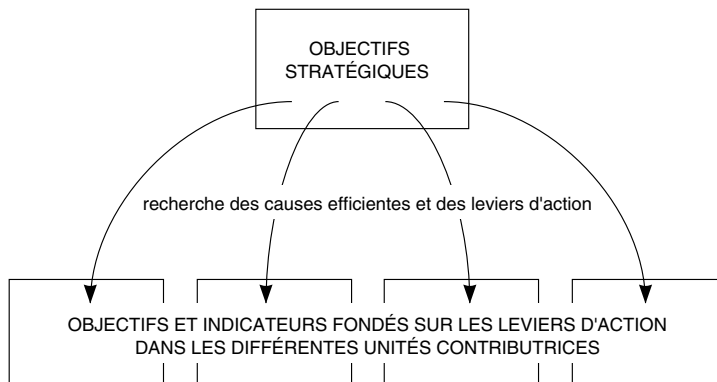 OBJECTIFS
STRATÉGIQUES
recherche des causes efficientes et des leviers d'action
OBJECTIFS ET INDICATEURS FONDÉS SUR LES LEVIERS D'ACTION
DANS LES DIFFÉRENTES UNITÉS CONTRIBUTRICES